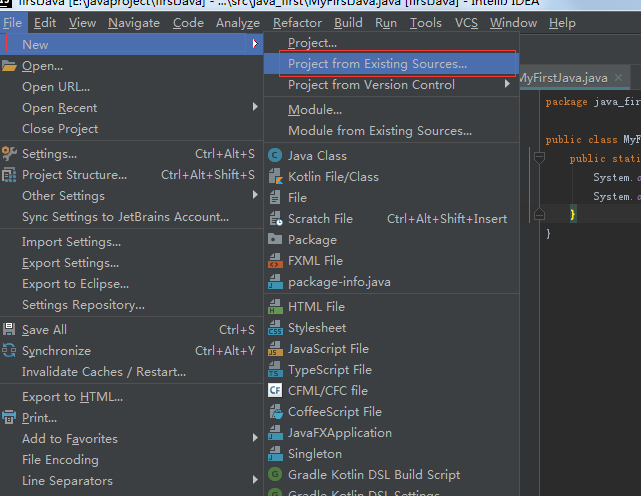 firstJava [E:\javaproject\firstJava] - ...\src\java_first\MyFirstJava.java [firstJava] - IntelliJ IDEA
File Edit View Navigate Code Analyze Refactor Build Run Tools VCS Window Help
New
Open...
Open URL...
Open Recent
Close Project
Settings... Ctrl+Alt+S
Project Structure... Ctrl+Alt+Shift+S
Other Settings
Sync Settings to JetBrains Account...
Import Settings...
Export Settings...
Export to Eclipse...
Settings Repository...
Save All Ctrl+S
Synchronize Ctrl+Alt+Y
Invalidate Caches / Restart...
Export to HTML...
Print...
Add to Favorites
File Encoding
Line Separators
Project...
Project from Existing Sources...
Project from Version Control
Module...
Module from Existing Sources...
Java Class
Kotlin File/Class
File
Scratch File Ctrl+Alt+Shift+Insert
Package
FXML File
package-info.java
HTML File
Stylesheet
JavaScript File
TypeScript File
CFML/CFC file
CoffeeScript File
JavaFXApplication
Singleton
Gradle Kotlin DSL Build Script
Gradle Kotlin DSL Settings
MyFirstJava.java
package java_fir
public class MyF
public stati
System.o
System.o
}
}